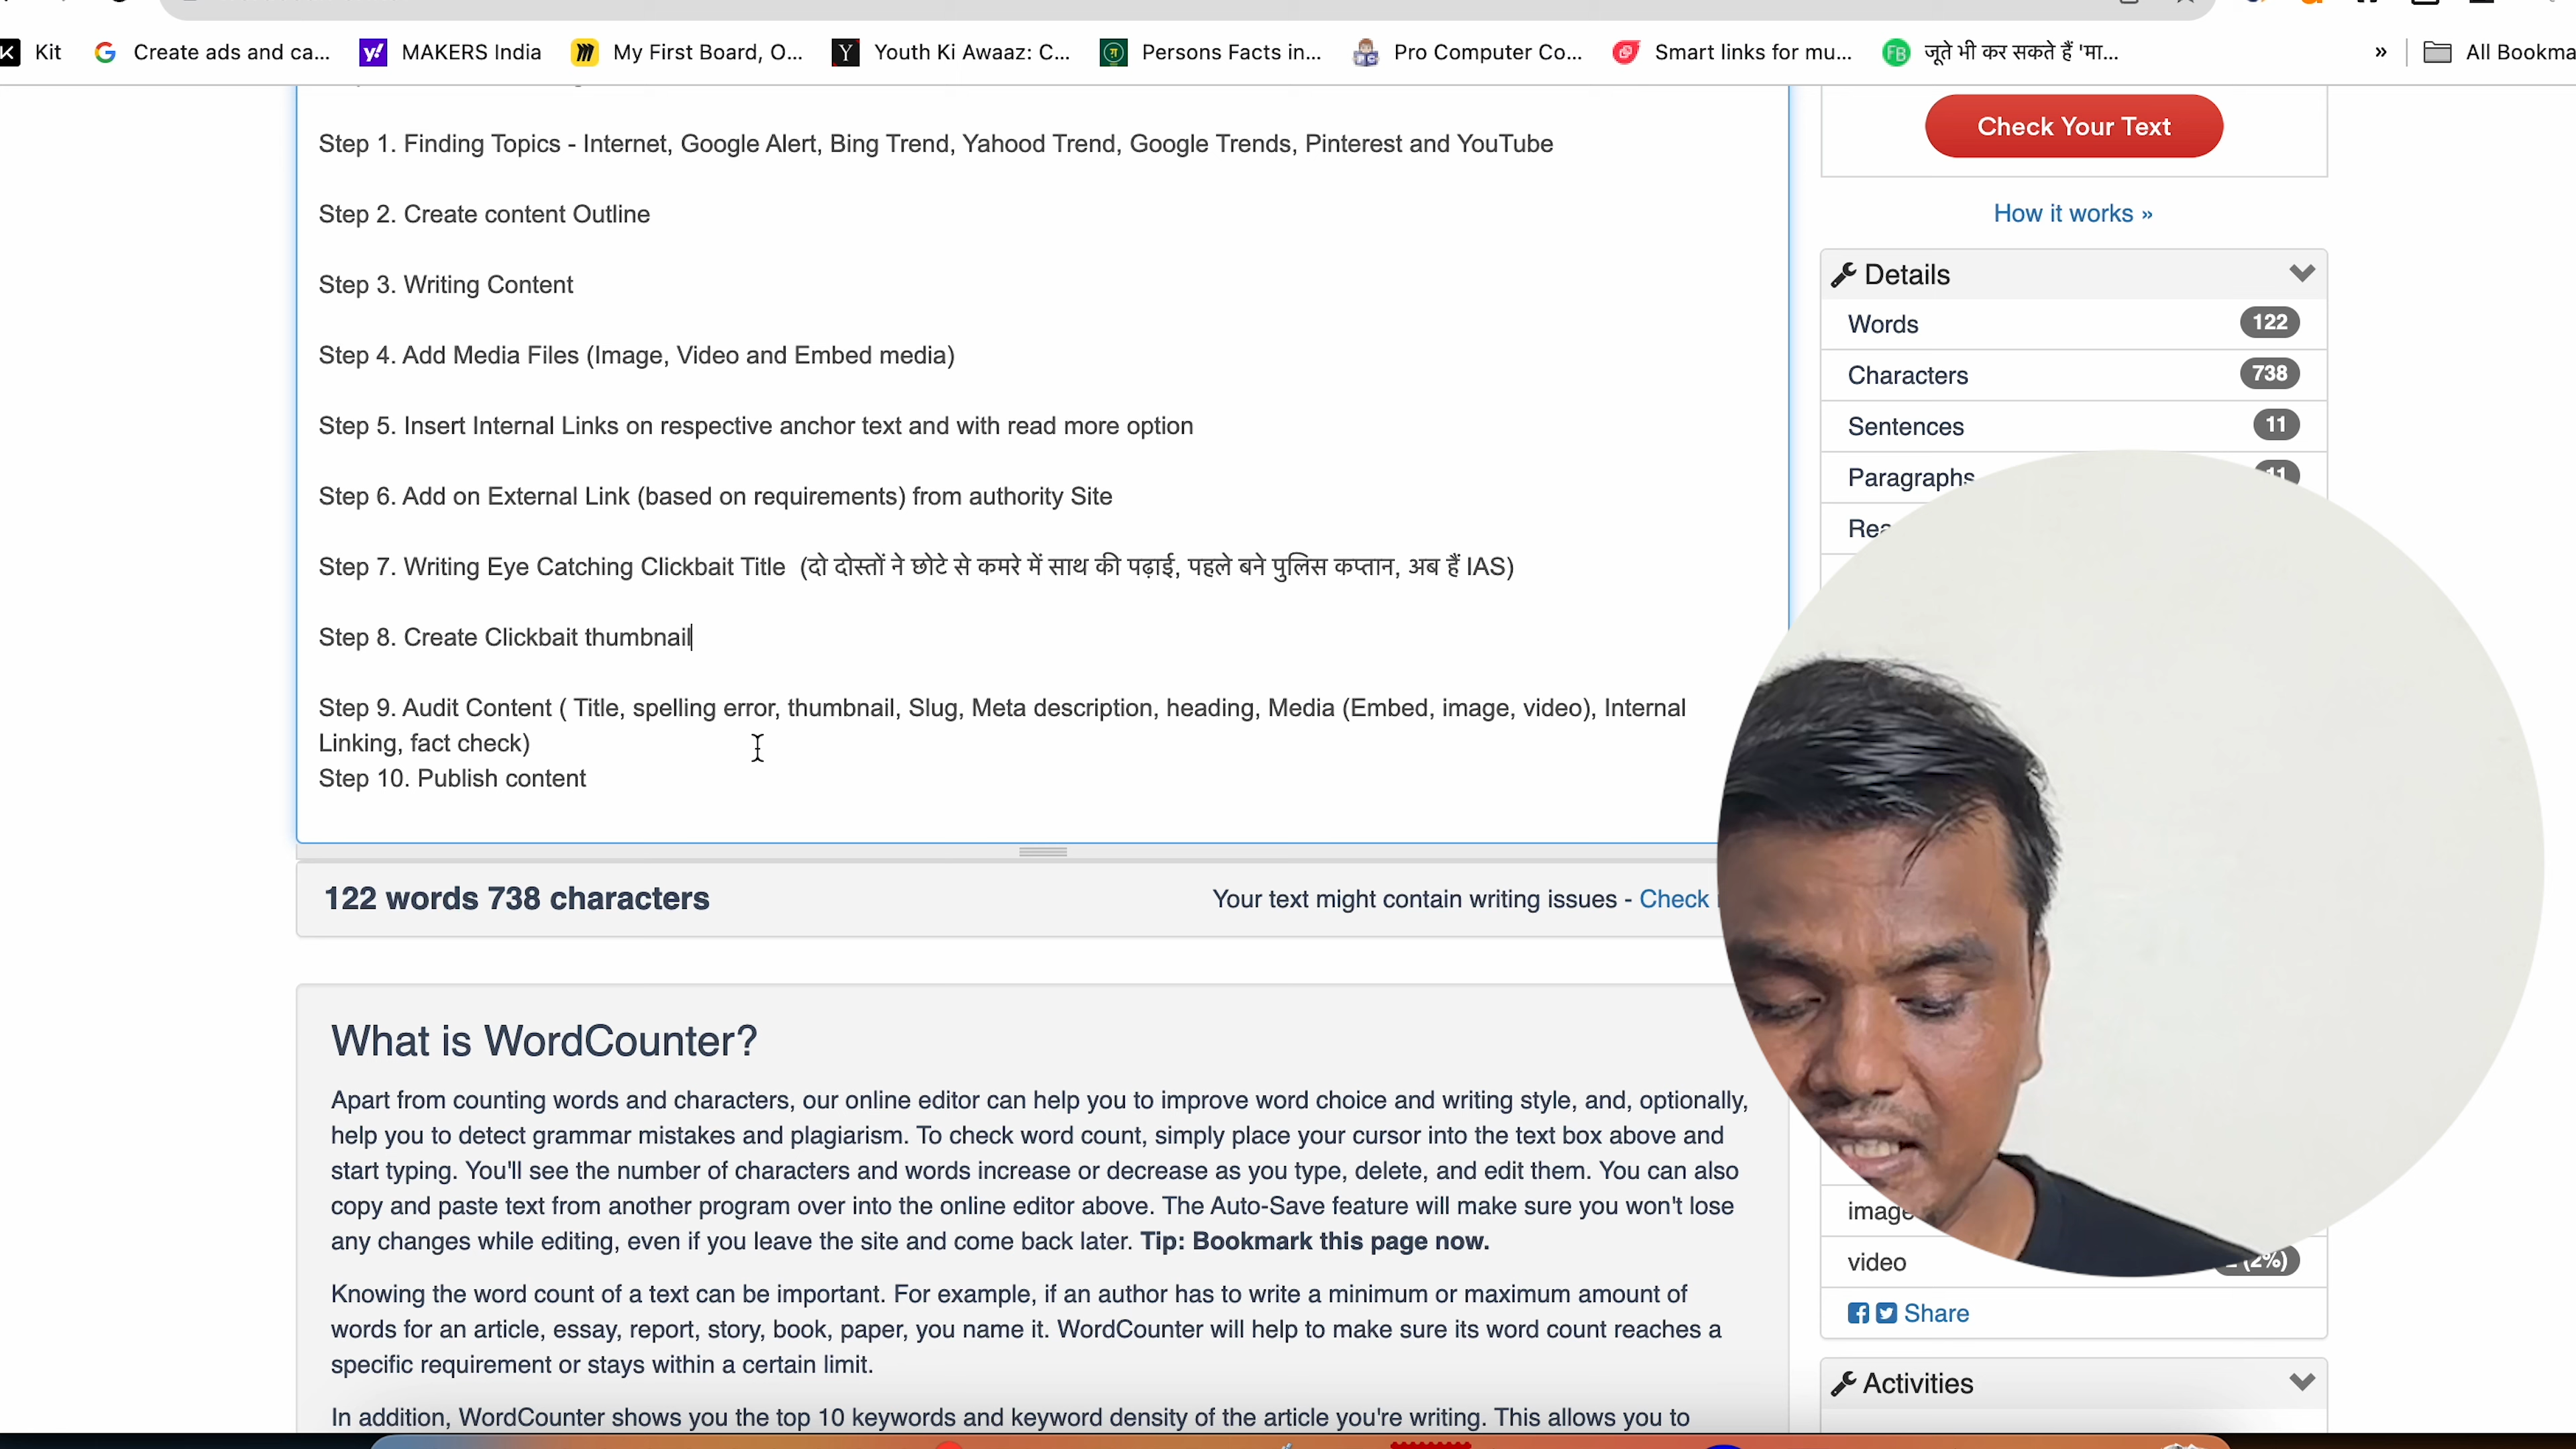 Kit Create ads and ca... MAKERS India My First Board, O... Youth Ki Awaaz: C... Persons Facts in... Pro Computer Co... Smart links for mu... जूते भी कर सकते हैं 'मा... » All Bookma
Step 1. Finding Topics - Internet, Google Alert, Bing Trend, Yahood Trend, Google Trends, Pinterest and YouTube
Step 2. Create content Outline
Step 3. Writing Content
Step 4. Add Media Files (Image, Video and Embed media)
Step 5. Insert Internal Links on respective anchor text and with read more option
Step 6. Add on External Link (based on requirements) from authority Site
Step 7. Writing Eye Catching Clickbait Title (दो दोस्तों ने छोटे से कमरे में साथ की पढ़ाई, पहले बने पुलिस कप्तान, अब हैं IAS)
Step 8. Create Clickbait thumbnail
Step 9. Audit Content ( Title, spelling error, thumbnail, Slug, Meta description, heading, Media (Embed, image, video), Internal
Linking, fact check)
Step 10. Publish content
122 words 738 characters
Your text might contain writing issues - Check
What is WordCounter?
Apart from counting words and characters, our online editor can help you to improve word choice and writing style, and, optionally,
help you to detect grammar mistakes and plagiarism. To check word count, simply place your cursor into the text box above and
start typing. You'll see the number of characters and words increase or decrease as you type, delete, and edit them. You can also
copy and paste text from another program over into the online editor above. The Auto-Save feature will make sure you won't lose
any changes while editing, even if you leave the site and come back later. Tip: Bookmark this page now.
Knowing the word count of a text can be important. For example, if an author has to write a minimum or maximum amount of
words for an article, essay, report, story, book, paper, you name it. WordCounter will help to make sure its word count reaches a
specific requirement or stays within a certain limit.
In addition, WordCounter shows you the top 10 keywords and keyword density of the article you're writing. This allows you to
Check Your Text
How it works »
Details
Words 122
Characters 738
Sentences 11
Paragraphs 11
Rea
image
video (2%)
Share
Activities